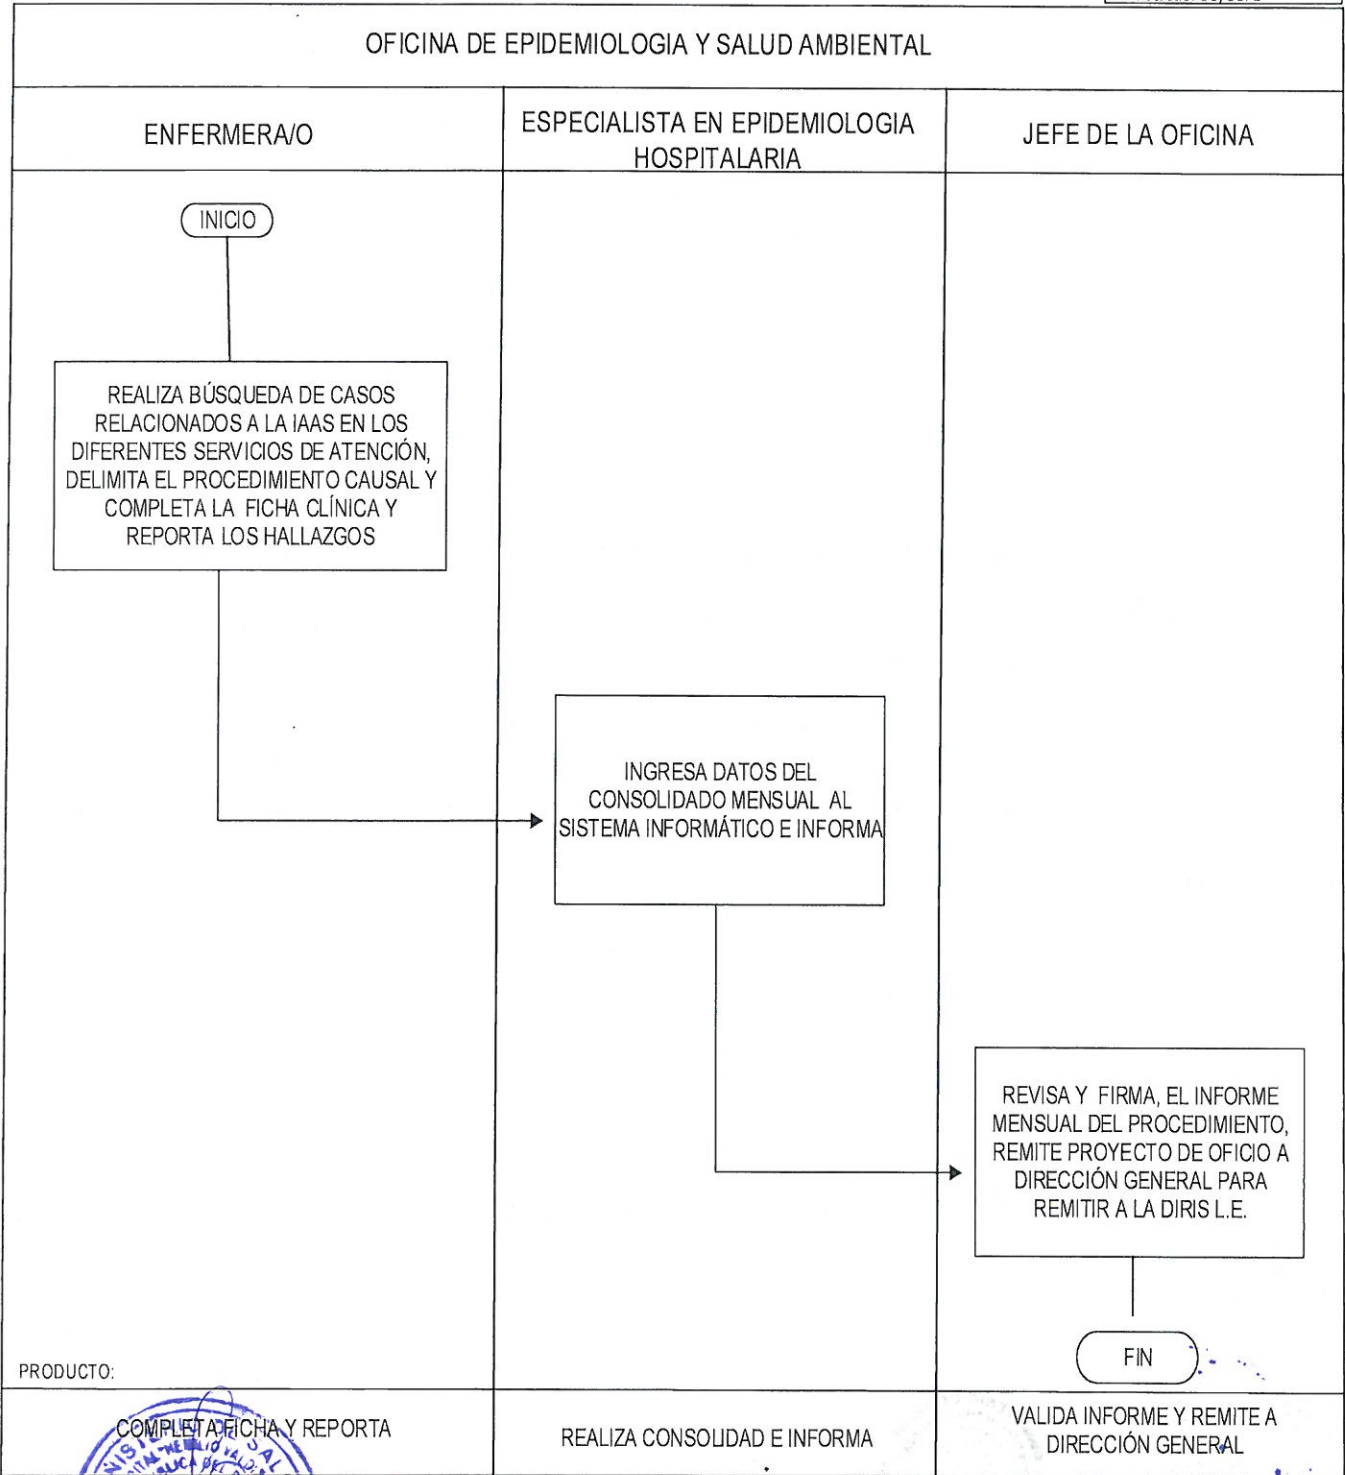 OFICINA DE EPIDEMIOLOGIA Y SALUD AMBIENTAL
ENFERMERA/O
ESPECIALISTA EN EPIDEMIOLOGIA
HOSPITALARIA
JEFE DE LA OFICINA
INICIO
REALIZA BÚSQUEDA DE CASOS
RELACIONADOS A LA IAAS EN LOS
DIFERENTES SERVICIOS DE ATENCIÓN,
DELIMITA EL PROCEDIMIENTO CAUSAL Y
COMPLETA LA FICHA CLÍNICA Y
REPORTA LOS HALLAZGOS
INGRESA DATOS DEL
CONSOLIDADO MENSUAL AL
SISTEMA INFORMÁTICO E INFORMA
REVISA Y FIRMA, EL INFORME
MENSUAL DEL PROCEDIMIENTO,
REMITE PROYECTO DE OFICIO A
DIRECCIÓN GENERAL PARA
REMITIR A LA DIRIS L.E.
FIN
PRODUCTO:
COMPLETA FICHA Y REPORTA
REALIZA CONSOLIDAD E INFORMA
VALIDA INFORME Y REMITE A
DIRECCIÓN GENERAL